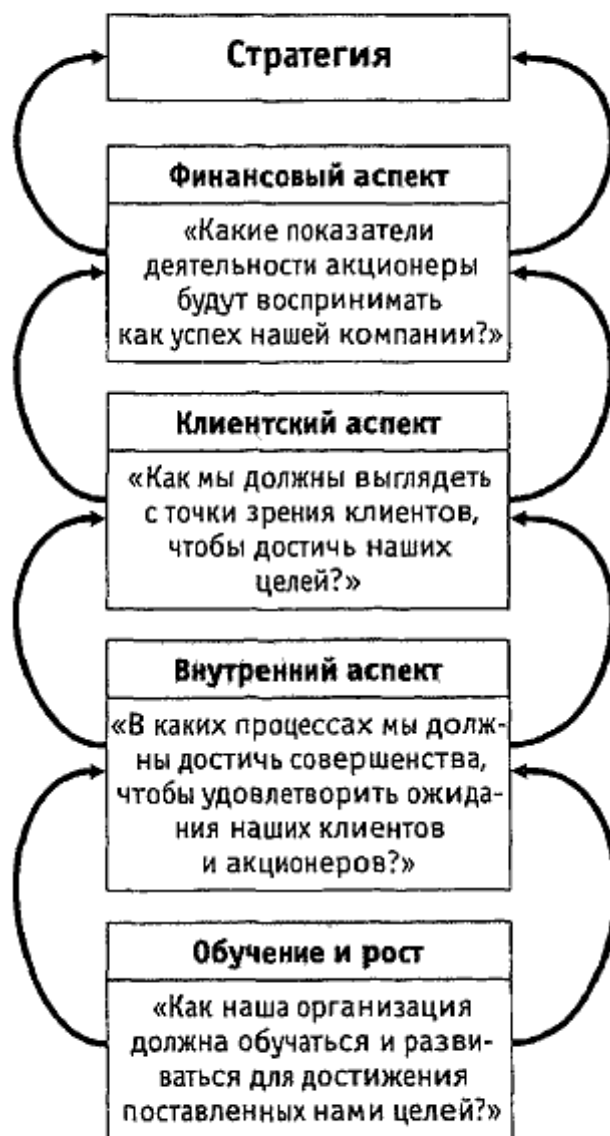 Стратегия
Финансовый аспект
«Какие показатели
деятельности акционеры
будут воспринимать
как успех нашей компании?»
Клиентский аспект
«Как мы должны выглядеть
с точки зрения клиентов,
чтобы достичь наших
целей?»
Внутренний аспект
«В каких процессах мы долж-
ны достичь совершенства,
чтобы удовлетворить ожида-
ния наших клиентов
и акционеров?»
Обучение и рост
«Как наша организация
должна обучаться и разви-
ваться для достижения
поставленных нами целей?»